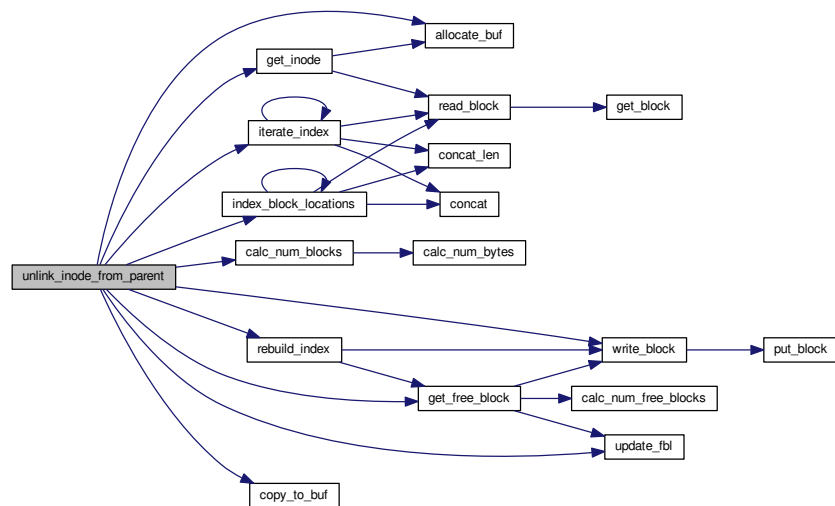 allocate_buf
get_inode
read_block
get_block
iterate_index
concat_len
index_block_locations
concat
calc_num_blocks
calc_num_bytes
unlink_inode_from_parent
rebuild_index
write_block
put_block
get_free_block
calc_num_free_blocks
update_fbl
copy_to_buf